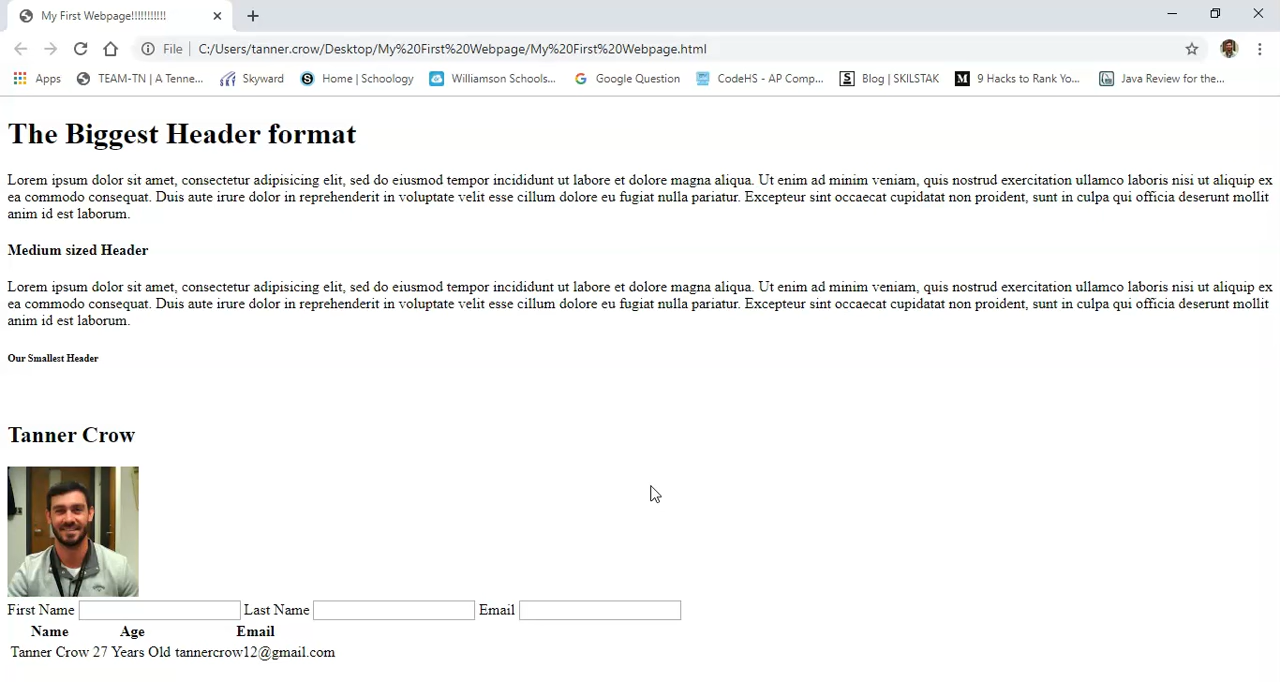 My First Webpage!!!!!!!!!!!
File
C:/Users/tanner.crow/Desktop/My%20First%20Webpage/My%20First%20Webpage.html
Apps
TEAM-TN | A Tenne...
Skyward
Home | Schoology
Williamson Schools...
Google Question
CodeHS - AP Comp...
Blog | SKILSTAK
9 Hacks to Rank Yo...
Java Review for the...
The Biggest Header format
Lorem ipsum dolor sit amet, consectetur adipisicing elit, sed do eiusmod tempor incididunt ut labore et dolore magna aliqua. Ut enim ad minim veniam, quis nostrud exercitation ullamco laboris nisi ut aliquip ex
ea commodo consequat. Duis aute irure dolor in reprehenderit in voluptate velit esse cillum dolore eu fugiat nulla pariatur. Excepteur sint occaecat cupidatat non proident, sunt in culpa qui officia deserunt mollit
anim id est laborum.
Medium sized Header
Lorem ipsum dolor sit amet, consectetur adipisicing elit, sed do eiusmod tempor incididunt ut labore et dolore magna aliqua. Ut enim ad minim veniam, quis nostrud exercitation ullamco laboris nisi ut aliquip ex
ea commodo consequat. Duis aute irure dolor in reprehenderit in voluptate velit esse cillum dolore eu fugiat nulla pariatur. Excepteur sint occaecat cupidatat non proident, sunt in culpa qui officia deserunt mollit
anim id est laborum.
Our Smallest Header
Tanner Crow
First Name Last Name Email
Name Age Email
Tanner Crow 27 Years Old tannercrow12@gmail.com